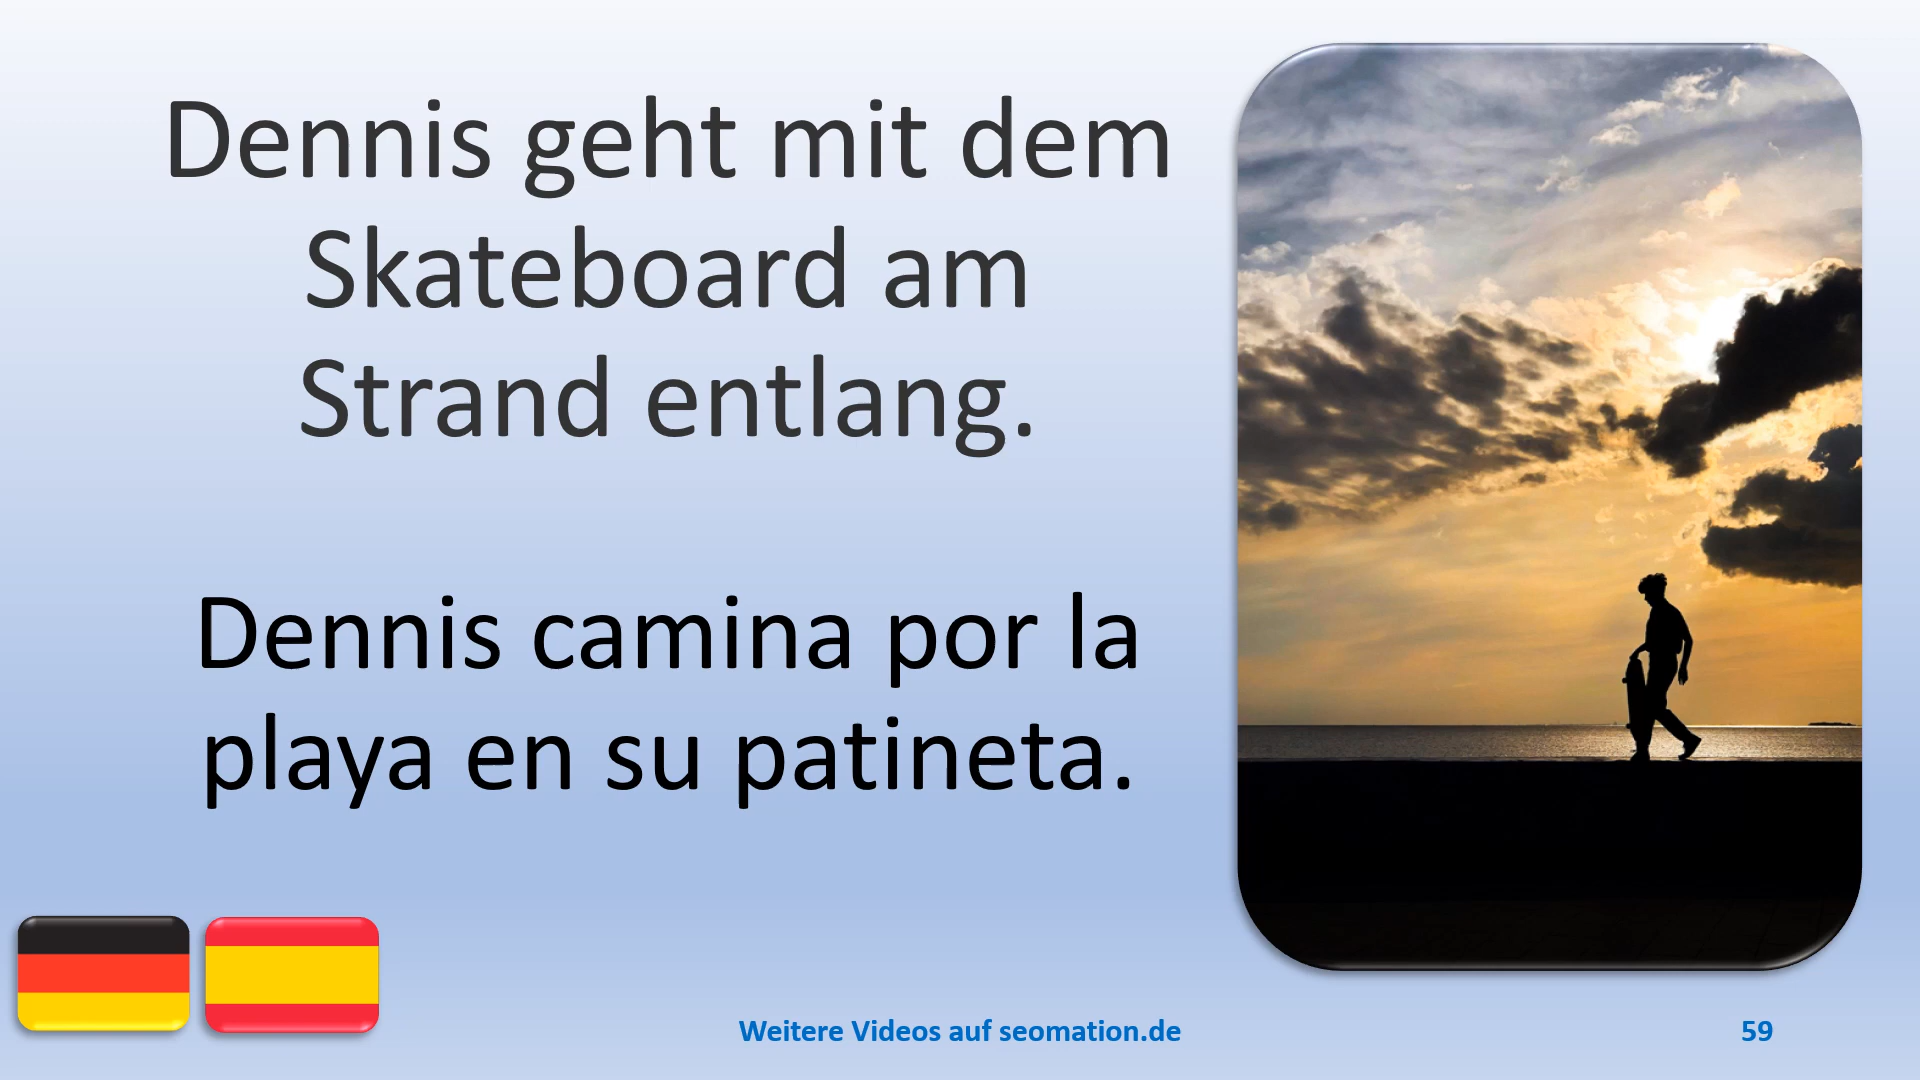 Dennis geht mit dem
Skateboard am
Strand entlang.
Dennis camina por la
playa en su patineta.
Weitere Videos auf seomation.de
59